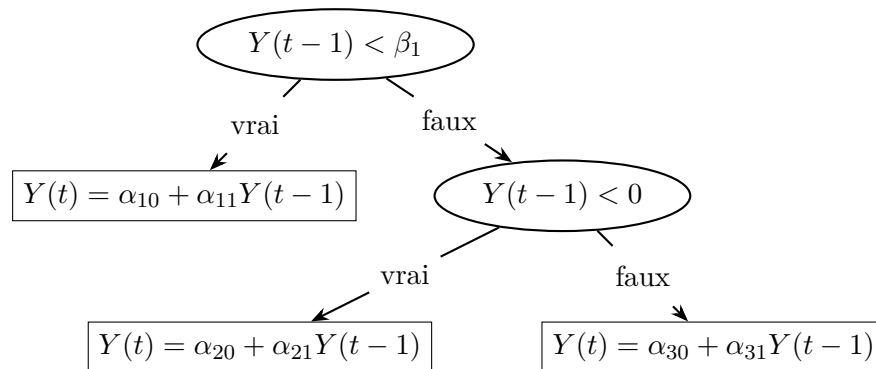 Y(t − 1) < β₁
vrai
faux
Y(t) = α₁₀ + α₁₁Y(t − 1)
Y(t − 1) < 0
vrai
faux
Y(t) = α₂₀ + α₂₁Y(t − 1)
Y(t) = α₃₀ + α₃₁Y(t − 1)